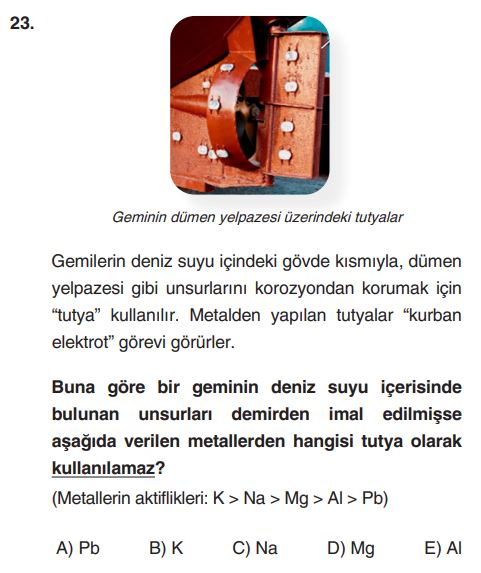 23.
Geminin dümen yelpazesi üzerindeki tutyalar
Gemilerin deniz suyu içindeki gövde kısmıyla, dümen
yelpazesi gibi unsurlarını korozyondan korumak için
“tutya” kullanılır. Metalden yapılan tutyalar “kurban
elektrot” görevi görürler.
Buna göre bir geminin deniz suyu içerisinde
bulunan unsurları demirden imal edilmişse
aşağıda verilen metallerden hangisi tutya olarak
kullanılamaz?
(Metallerin aktiflikleri: K > Na > Mg > Al > Pb)
A) Pb B) K C) Na D) Mg E) Al